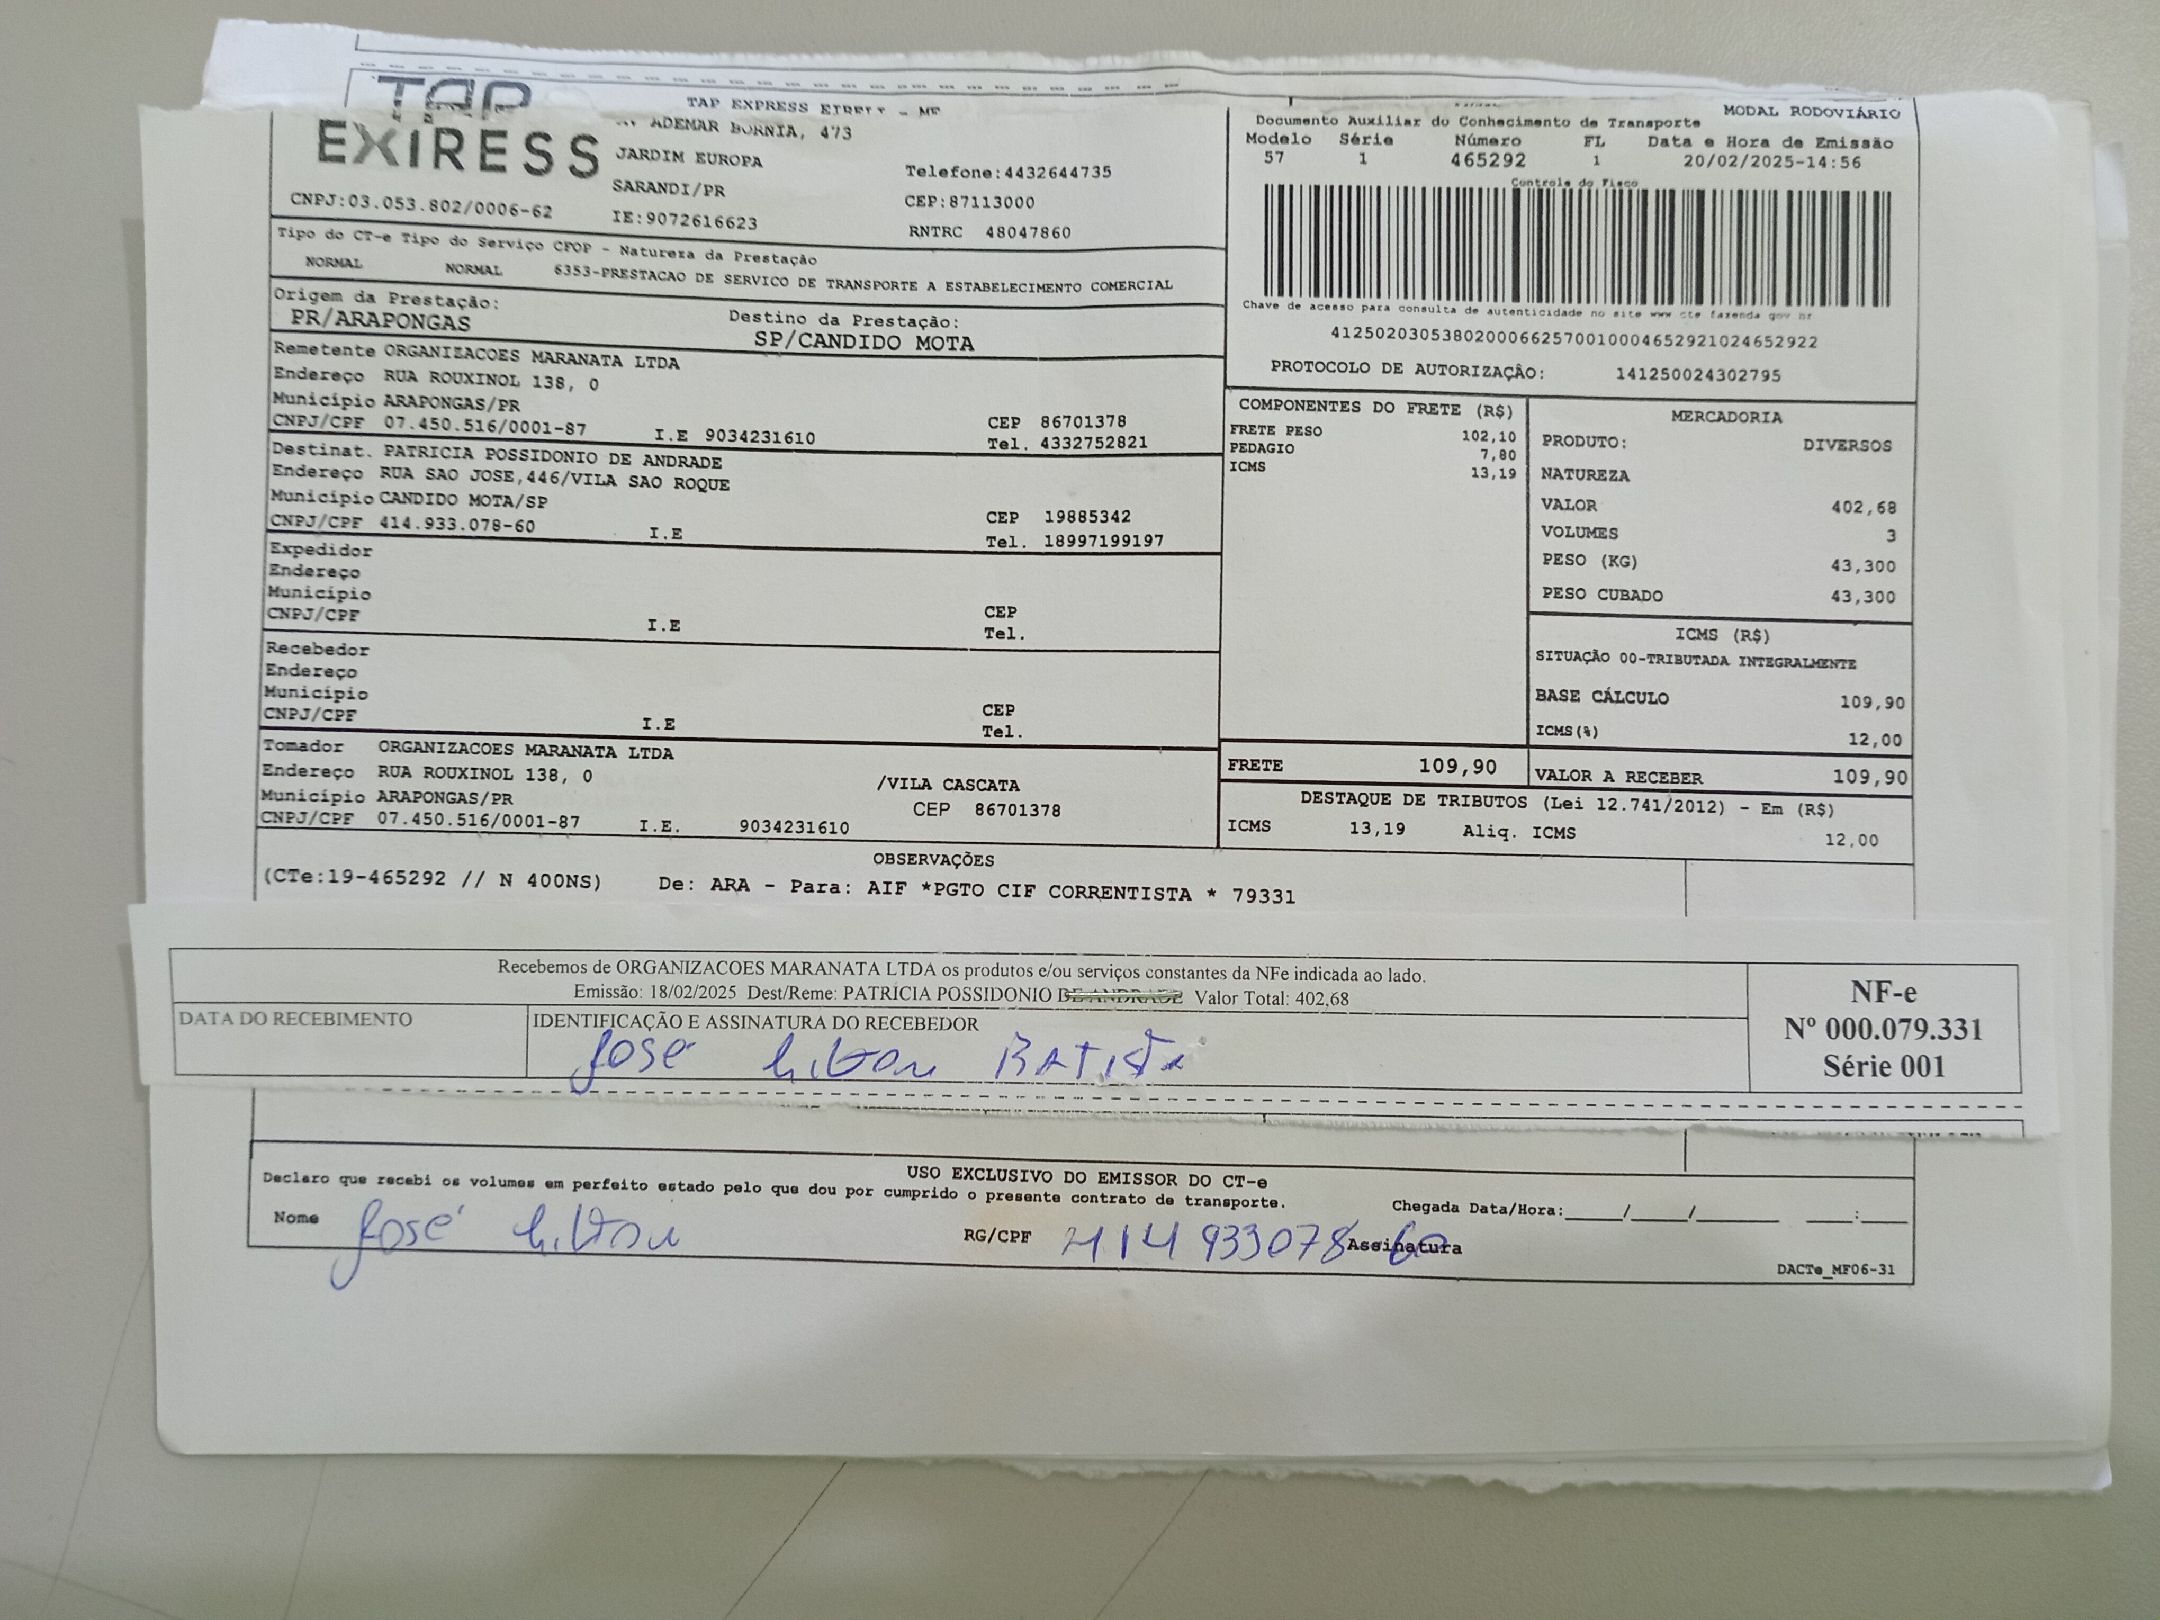 TAP
EXPRESS
TAP EXPRESS EIRELI - ME
ADEMAR BORNIA, 473
JARDIM EUROPA
SARANDI/PR
Telefone:4432644735
CEP:87113000
CNPJ:03.053.802/0006-62
IE:9072616623
RNTRC 48047860
MODAL RODOVIÁRIO
Documento Auxiliar do Conhecimento de Transporte
Modelo Série Número FL Data e Hora de Emissão
57 1 465292 1 20/02/2025-14:56
Controle do Fisco
Chave de acesso para consulta de autenticidade no site www cte fazenda gov br
41250203053802000662570010004652921024652922
PROTOCOLO DE AUTORIZAÇÃO: 141250024302795
Tipo do CT-e Tipo do Serviço CFOP - Natureza da Prestação
NORMAL NORMAL 6353-PRESTACAO DE SERVICO DE TRANSPORTE A ESTABELECIMENTO COMERCIAL
Origem da Prestação:
PR/ARAPONGAS
Destino da Prestação:
SP/CANDIDO MOTA
Remetente ORGANIZACOES MARANATA LTDA
Endereço RUA ROUXINOL 138, 0
Município ARAPONGAS/PR CEP 86701378
CNPJ/CPF 07.450.516/0001-87 I.E 9034231610 Tel. 4332752821
Destinat. PATRICIA POSSIDONIO DE ANDRADE
Endereço RUA SAO JOSE,446/VILA SAO ROQUE
Município CANDIDO MOTA/SP CEP 19885342
CNPJ/CPF 414.933.078-60 I.E Tel. 18997199197
Expedidor
Endereço
Município CEP
CNPJ/CPF I.E Tel.
Recebedor
Endereço
Município CEP
CNPJ/CPF I.E Tel.
Tomador ORGANIZACOES MARANATA LTDA
Endereço RUA ROUXINOL 138, 0 /VILA CASCATA
Município ARAPONGAS/PR CEP 86701378
CNPJ/CPF 07.450.516/0001-87 I.E. 9034231610
COMPONENTES DO FRETE (R$)
FRETE PESO 102,10
PEDAGIO 7,80
ICMS 13,19
MERCADORIA
PRODUTO: DIVERSOS
NATUREZA
VALOR 402,68
VOLUMES 3
PESO (KG) 43,300
PESO CUBADO 43,300
ICMS (R$)
SITUAÇÃO 00-TRIBUTADA INTEGRALMENTE
BASE CÁLCULO 109,90
ICMS(%) 12,00
FRETE 109,90 VALOR A RECEBER 109,90
DESTAQUE DE TRIBUTOS (Lei 12.741/2012) - Em (R$)
ICMS 13,19 Aliq. ICMS 12,00
OBSERVAÇÕES
(CTe:19-465292 // N 400NS) De: ARA - Para: AIF *PGTO CIF CORRENTISTA * 79331
Recebemos de ORGANIZACOES MARANATA LTDA os produtos e/ou serviços constantes da NFe indicada ao lado.
Emissão: 18/02/2025 Dest/Reme: PATRÍCIA POSSIDONIO DE ANDRADE Valor Total: 402,68
DATA DO RECEBIMENTO
IDENTIFICAÇÃO E ASSINATURA DO RECEBEDOR
José BATISTA
NF-e
Nº 000.079.331
Série 001
USO EXCLUSIVO DO EMISSOR DO CT-e
Declaro que recebi os volumes em perfeito estado pelo que dou por cumprido o presente contrato de transporte.
Chegada Data/Hora:_____/_____/_______ ____:____
Nome José
RG/CPF 414 933078 60
Assinatura
DACTe_MF06-31